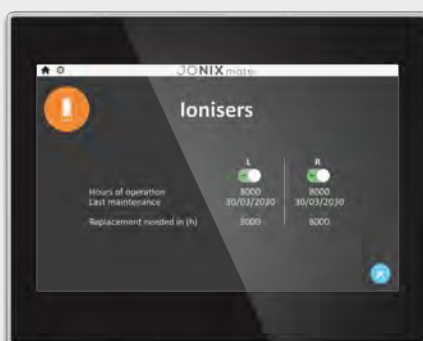 JONIX mate
Ionisers
L R
Hours of operation 8000 8000
Last maintenance 30/03/2030 30/03/2030
Replacement needed in (h) 8000